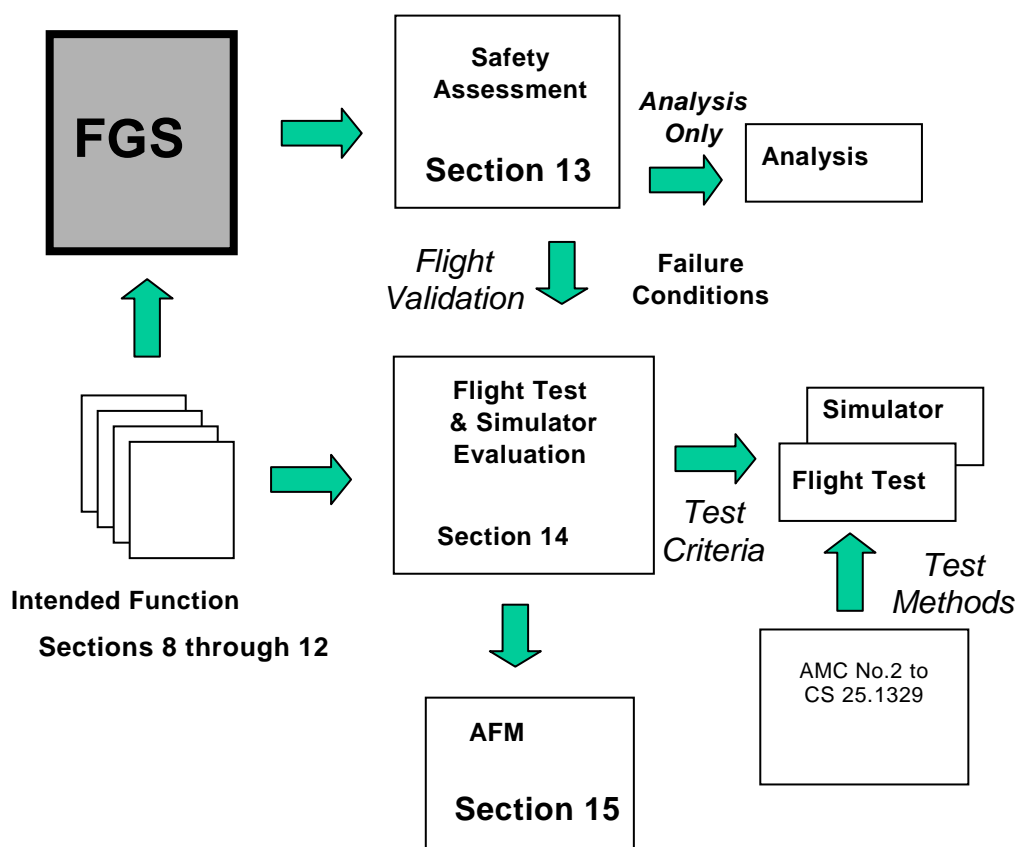 FGS
Safety
Assessment
Section 13
Analysis
Only
Analysis
Flight
Validation
Failure
Conditions
Flight Test
& Simulator
Evaluation
Section 14
Simulator
Flight Test
Test
Criteria
Test
Methods
Intended Function
Sections 8 through 12
AMC No.2 to
CS 25.1329
AFM
Section 15